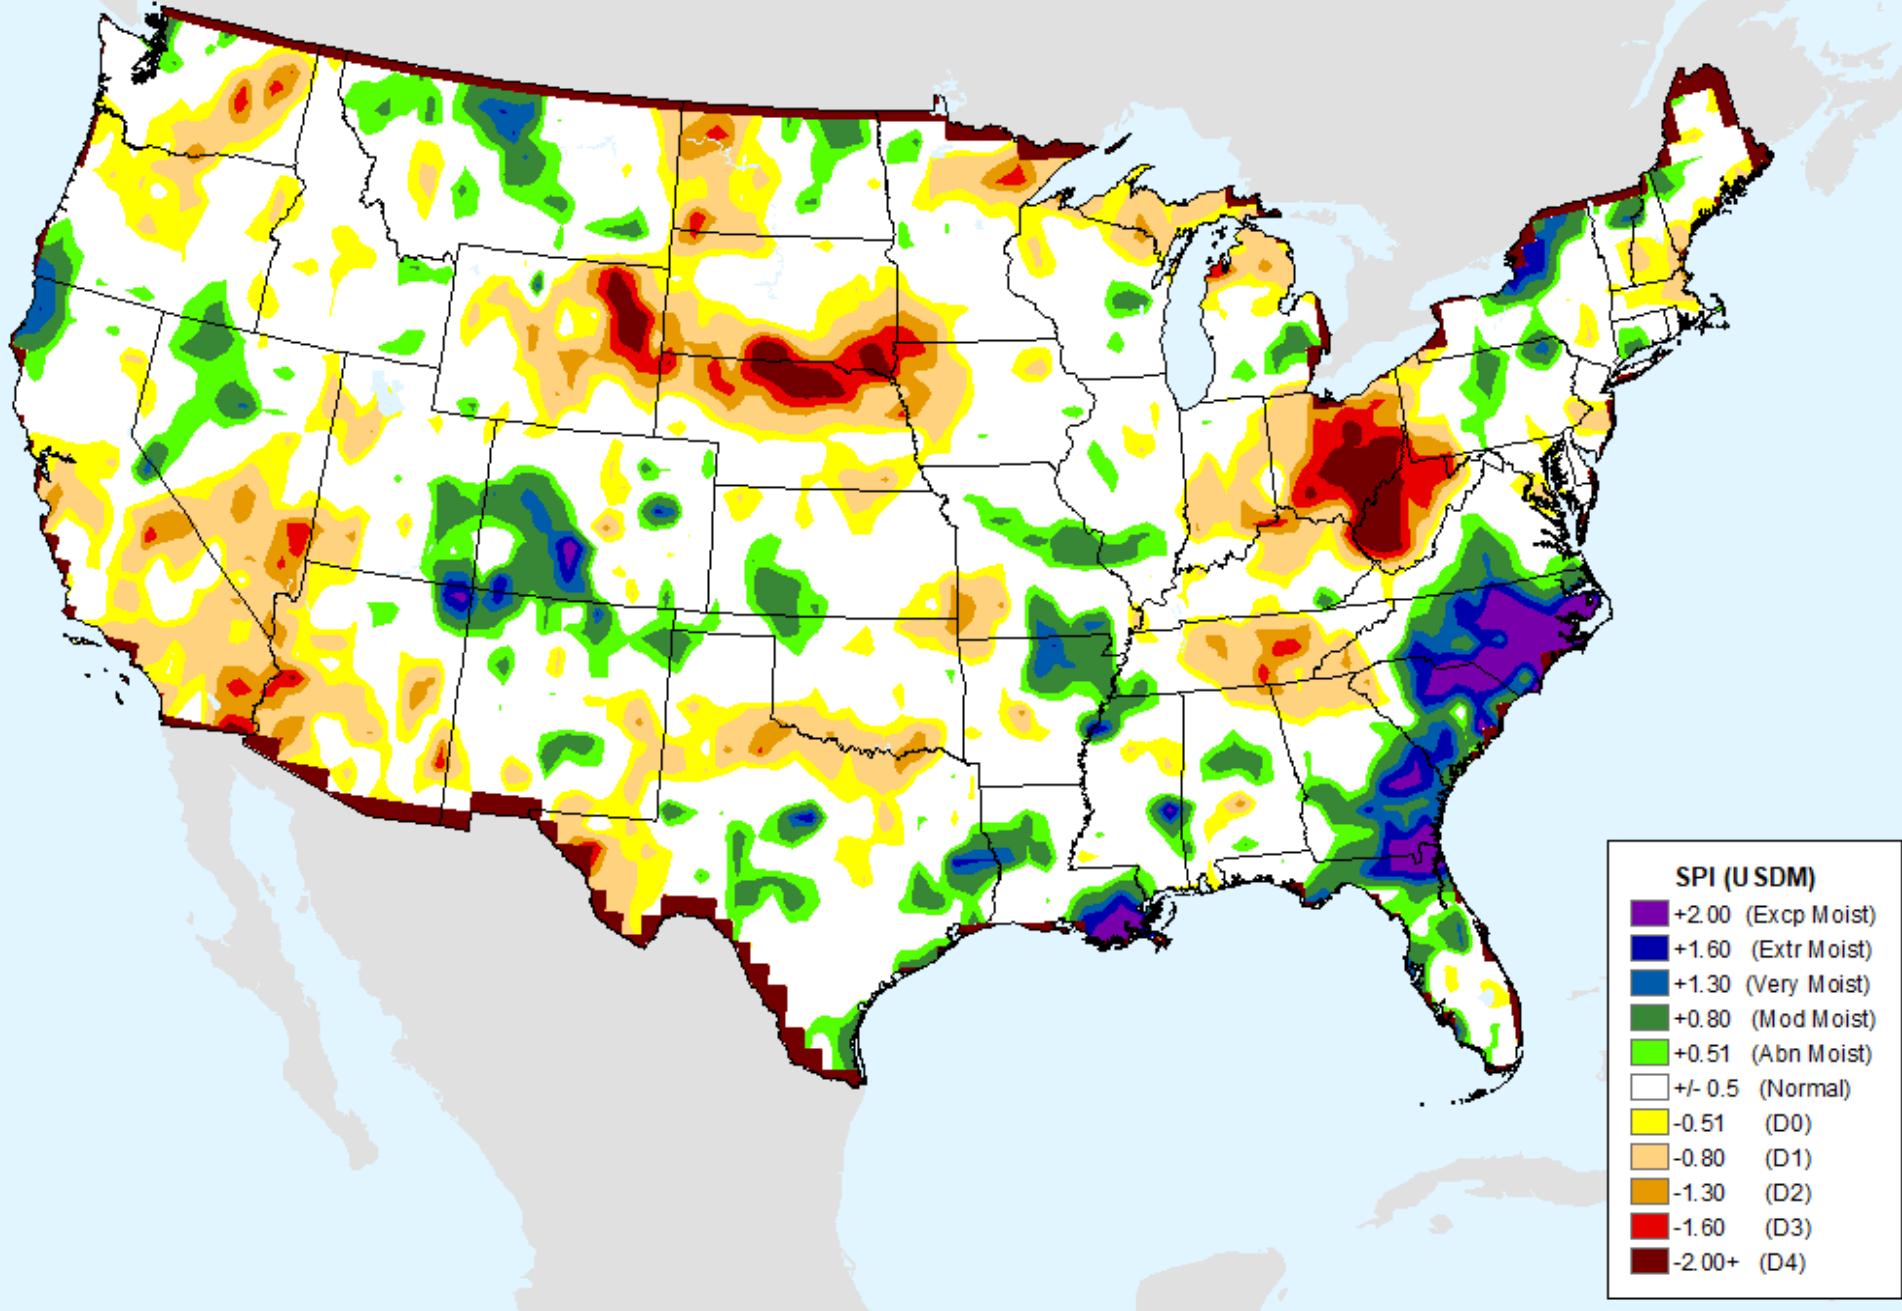 SPI (USDM)
+2.00 (Excp Moist)
+1.60 (Extr Moist)
+1.30 (Very Moist)
+0.80 (Mod Moist)
+0.51 (Abn Moist)
+/- 0.5 (Normal)
-0.51 (D0)
-0.80 (D1)
-1.30 (D2)
-1.60 (D3)
-2.00+ (D4)